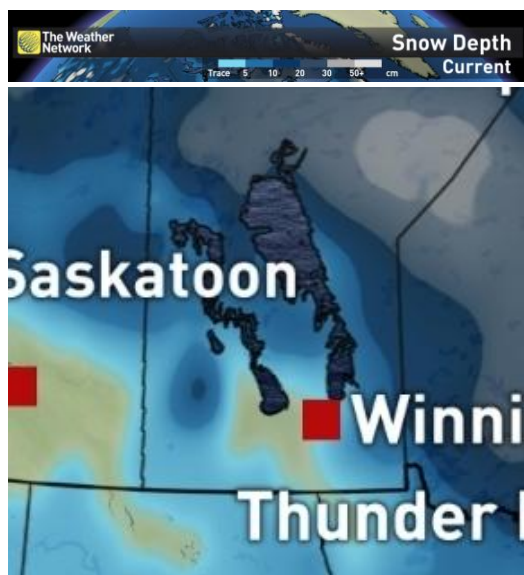 The Weather
Network
Snow Depth
Current
Trace 5 10 20 30 50+ cm
Saskatoon
Winni
Thunder